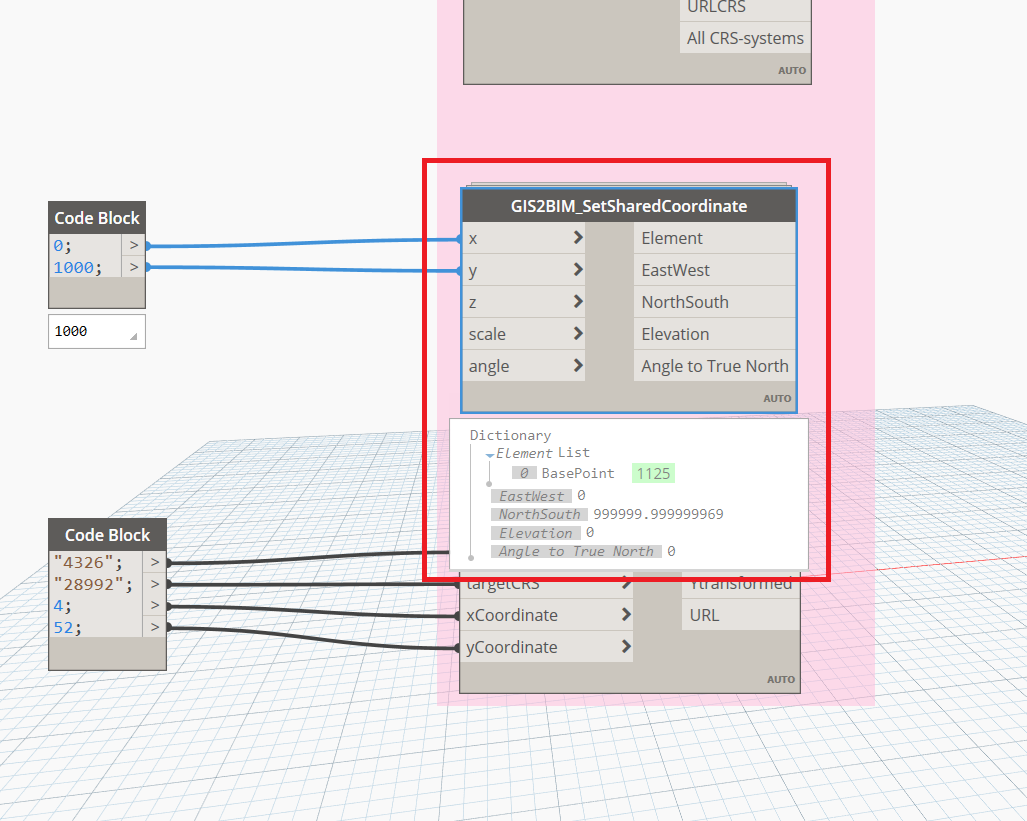 URLCRS
All CRS-systems
AUTO
Code Block
0; >
1000; >
1000
GIS2BIM_SetSharedCoordinate
x Element
y EastWest
z NorthSouth
scale Elevation
angle Angle to True North
AUTO
Dictionary
Element List
0 BasePoint 1125
EastWest 0
NorthSouth 999999.999999969
Elevation 0
Angle to True North 0
Code Block
"4326"; >
"28992"; >
4; >
52; >
targetCRS Ytransformed
xCoordinate URL
yCoordinate
AUTO